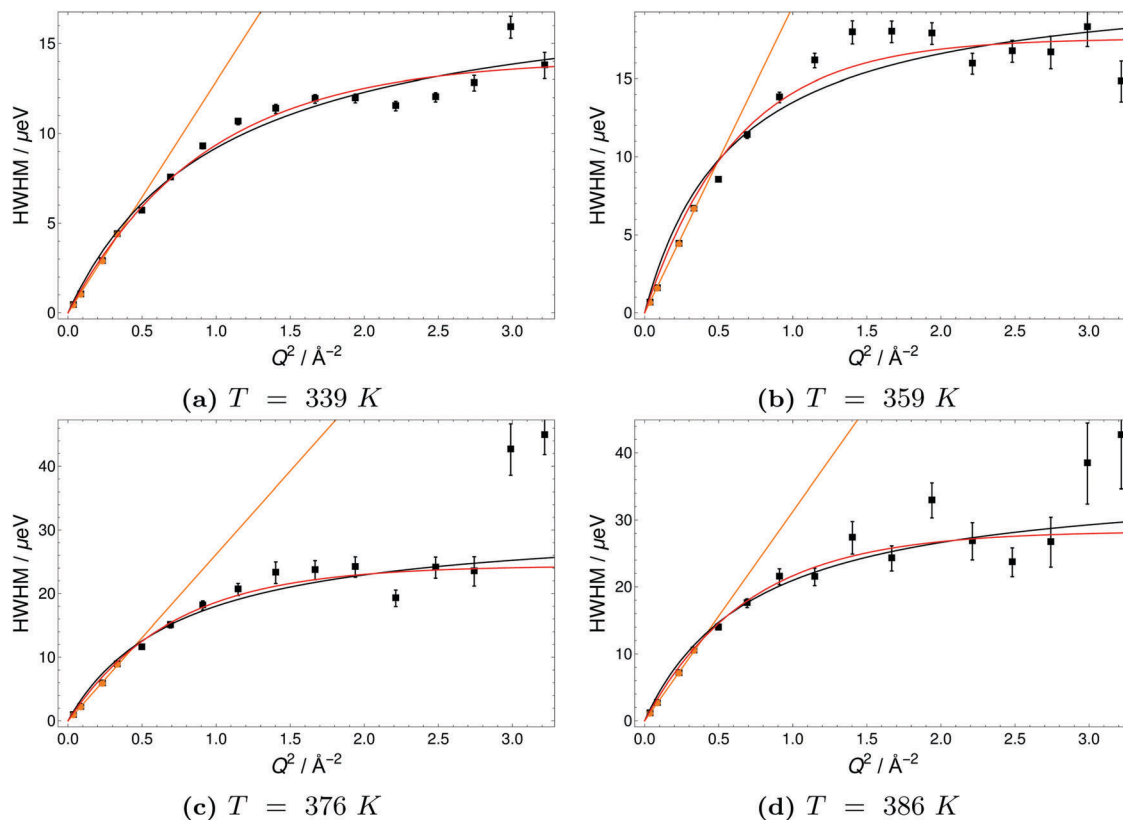 HWHM / μeV
15
10
5
0
0.0 0.5 1.0 1.5 2.0 2.5 3.0
Q² / Å⁻²
(a) T = 339 K
HWHM / μeV
15
10
5
0
0.0 0.5 1.0 1.5 2.0 2.5 3.0
Q² / Å⁻²
(b) T = 359 K
HWHM / μeV
40
30
20
10
0
0.0 0.5 1.0 1.5 2.0 2.5 3.0
Q² / Å⁻²
(c) T = 376 K
HWHM / μeV
40
30
20
10
0
0.0 0.5 1.0 1.5 2.0 2.5 3.0
Q² / Å⁻²
(d) T = 386 K